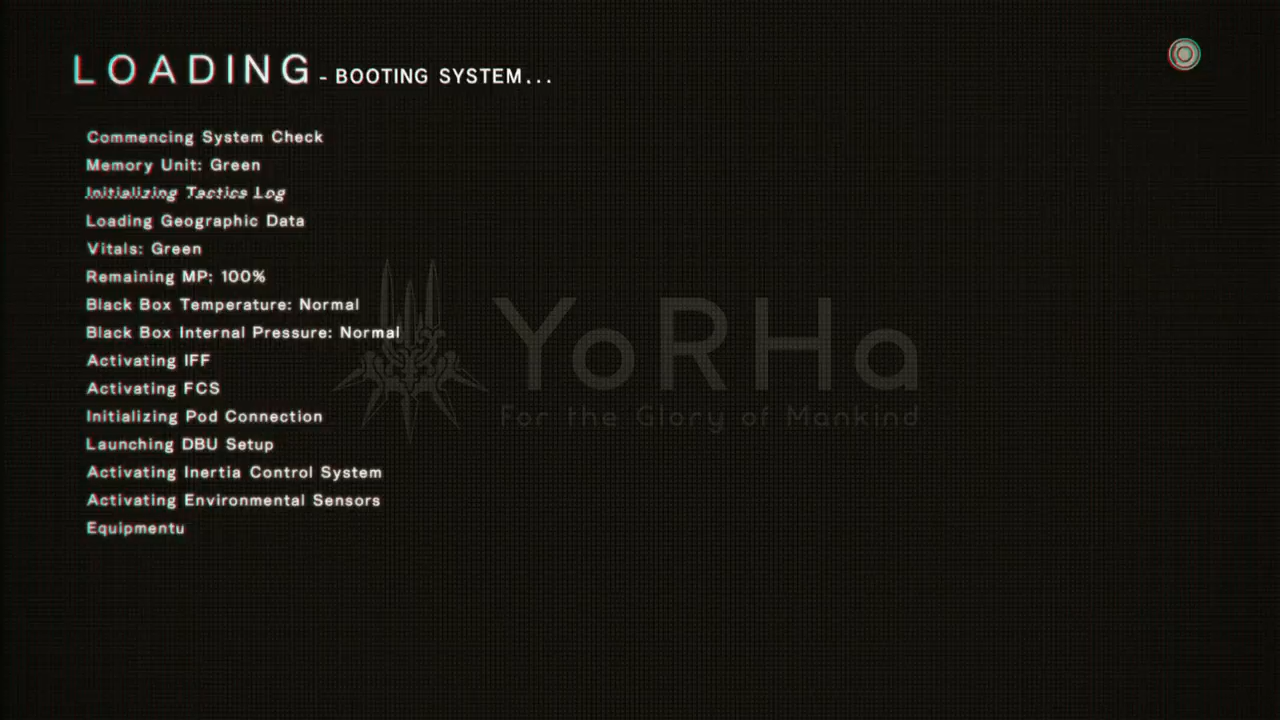 LOADING - BOOTING SYSTEM...
Commencing System Check
Memory Unit: Green
Initializing Tactics Log
Loading Geographic Data
Vitals: Green
Remaining MP: 100%
Black Box Temperature: Normal
Black Box Internal Pressure: Normal
Activating IFF
Activating FCS
Initializing Pod Connection
Launching DBU Setup
Activating Inertia Control System
Activating Environmental Sensors
Equipmentu
YoRHa
For the Glory of Mankind